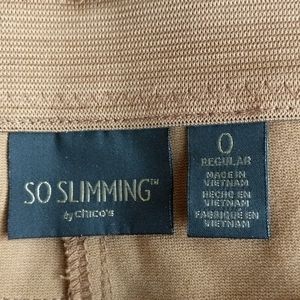 SO SLIMMING™
by chico's
0
REGULAR
MADE IN
VIETNAM
HECHO EN
VIETNAM
FABRIQUÉ EN
VIETNAM